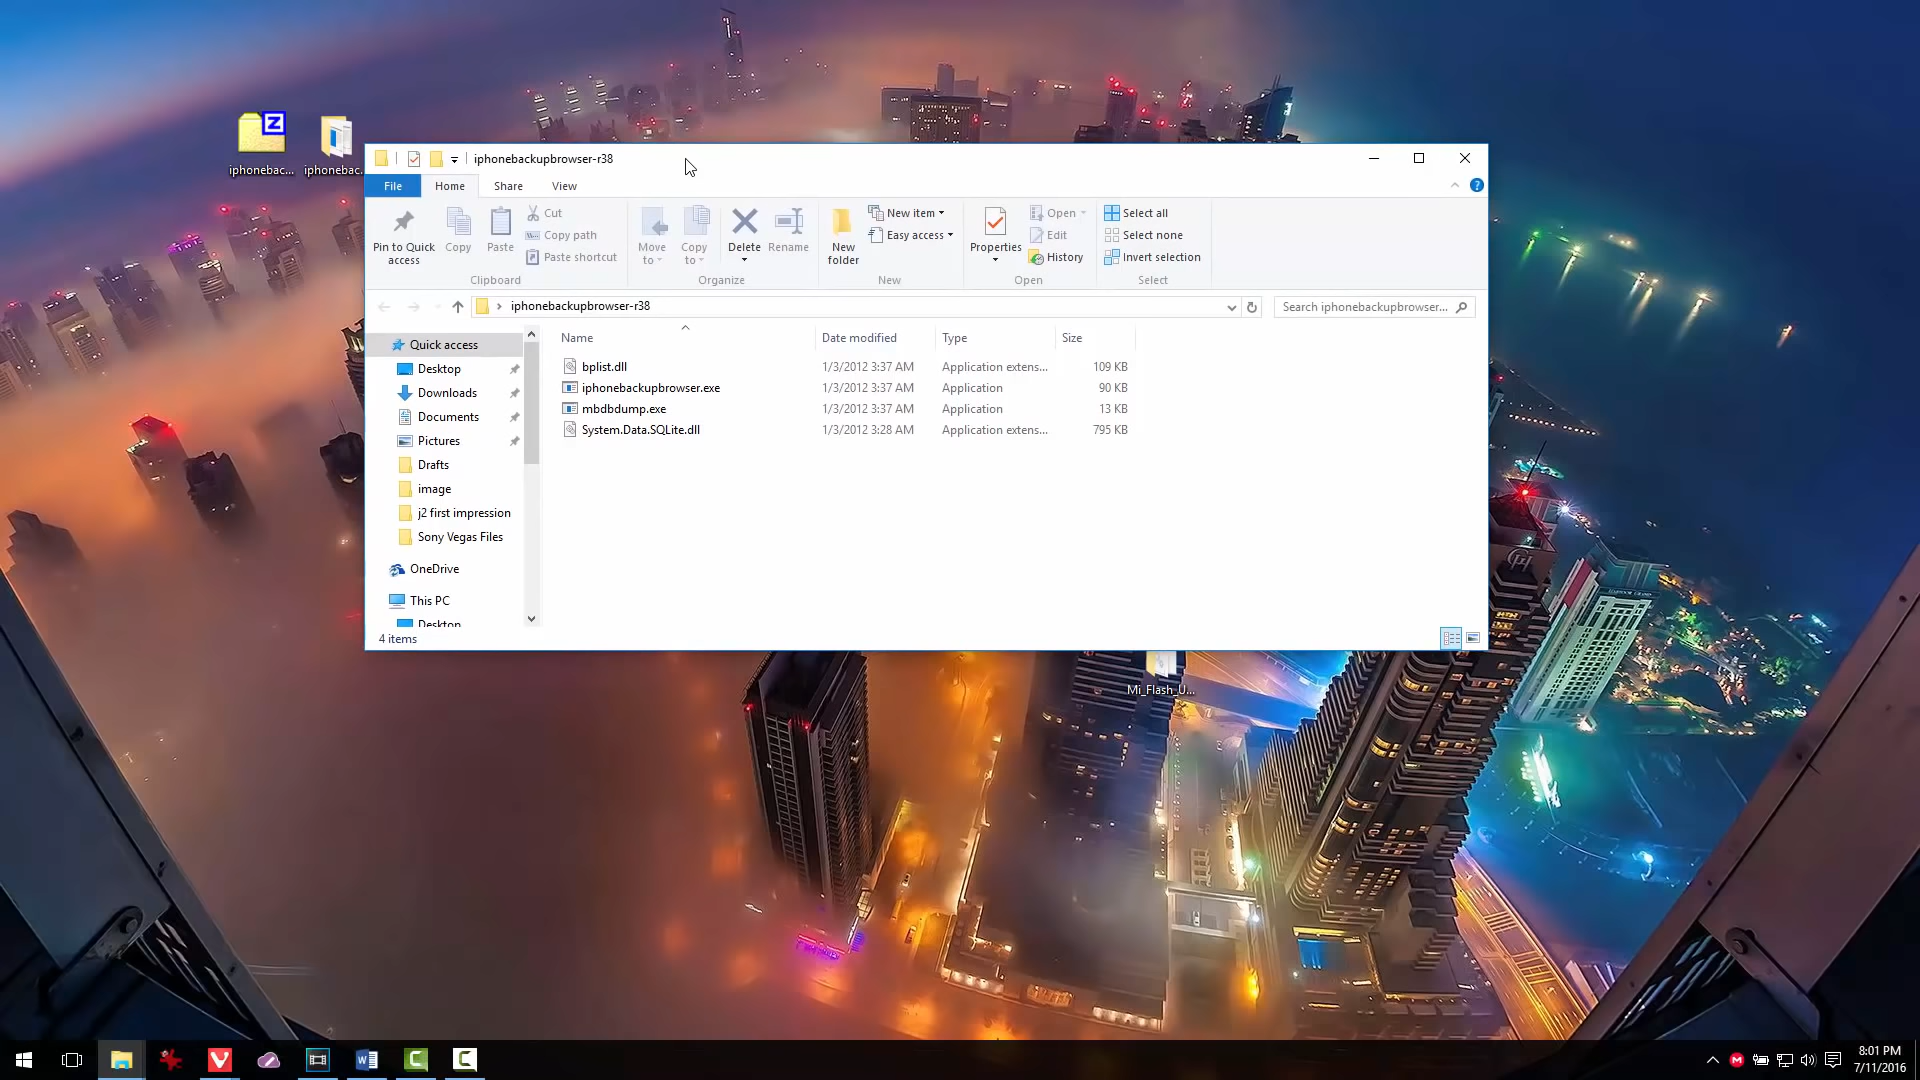 iphonebac...
iphonebac...
iphonebackupbrowser-r38
File
Home
Share
View
Pin to Quick access
Copy
Paste
Cut
Copy path
Paste shortcut
Clipboard
Move to
Copy to
Delete
Rename
Organize
New folder
New item
Easy access
New
Properties
Open
Edit
History
Open
Select all
Select none
Invert selection
Select
iphonebackupbrowser-r38
Search iphonebackupbrowser...
Quick access
Desktop
Downloads
Documents
Pictures
Drafts
image
j2 first impression
Sony Vegas Files
OneDrive
This PC
Desktop
Name Date modified Type Size
bplist.dll 1/3/2012 3:37 AM Application extens... 109 KB
iphonebackupbrowser.exe 1/3/2012 3:37 AM Application 90 KB
mbdbdump.exe 1/3/2012 3:37 AM Application 13 KB
System.Data.SQLite.dll 1/3/2012 3:28 AM Application extens... 795 KB
4 items
Mi_Flash_U...
8:01 PM
7/11/2016